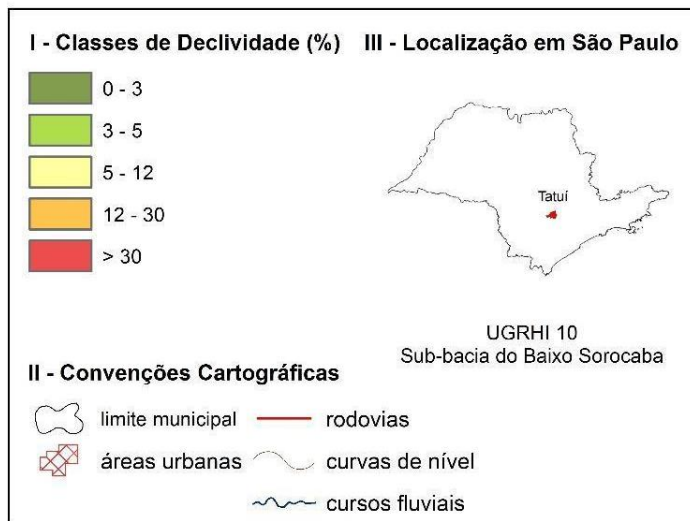 I - Classes de Declividade (%)
0 - 3
3 - 5
5 - 12
12 - 30
> 30
III - Localização em São Paulo
Tatuí
UGRHI 10
Sub-bacia do Baixo Sorocaba
II - Convenções Cartográficas
limite municipal
rodovias
áreas urbanas
curvas de nível
cursos fluviais